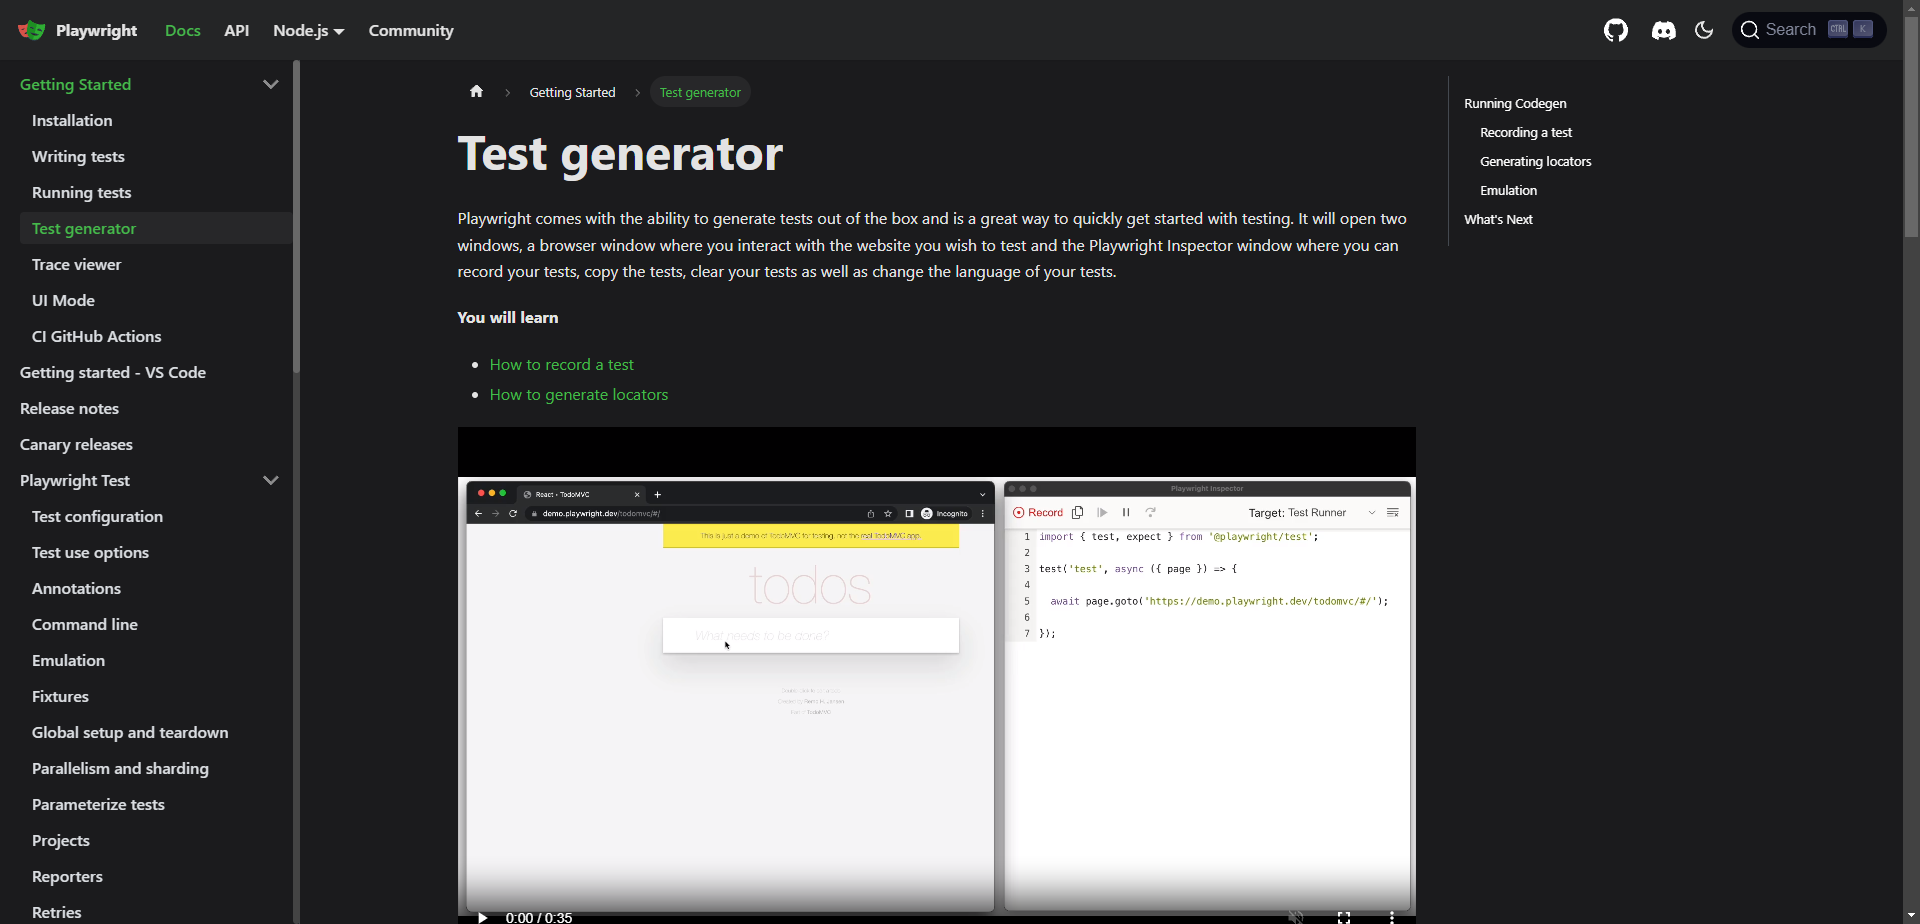 Playwright
Docs
API
Node.js
Community
Search
CTRL
K
Getting Started
Installation
Writing tests
Running tests
Test generator
Trace viewer
UI Mode
CI GitHub Actions
Getting started - VS Code
Release notes
Canary releases
Playwright Test
Test configuration
Test use options
Annotations
Command line
Emulation
Fixtures
Global setup and teardown
Parallelism and sharding
Parameterize tests
Projects
Reporters
Retries
Getting Started
Test generator
Test generator
Playwright comes with the ability to generate tests out of the box and is a great way to quickly get started with testing. It will open two
windows, a browser window where you interact with the website you wish to test and the Playwright Inspector window where you can
record your tests, copy the tests, clear your tests as well as change the language of your tests.
You will learn
How to record a test
How to generate locators
React • TodoMVC
demo.playwright.dev/todomvc/#/
Incognito
This is just a demo of TodoMVC for testing, not the real TodoMVC app.
todos
What needs to be done?
Playwright Inspector
Record
Target: Test Runner
1 import { test, expect } from '@playwright/test';
2
3 test('test', async ({ page }) => {
4
5 await page.goto('https://demo.playwright.dev/todomvc/#/');
6
7 });
0:00 / 0:35
Running Codegen
Recording a test
Generating locators
Emulation
What's Next